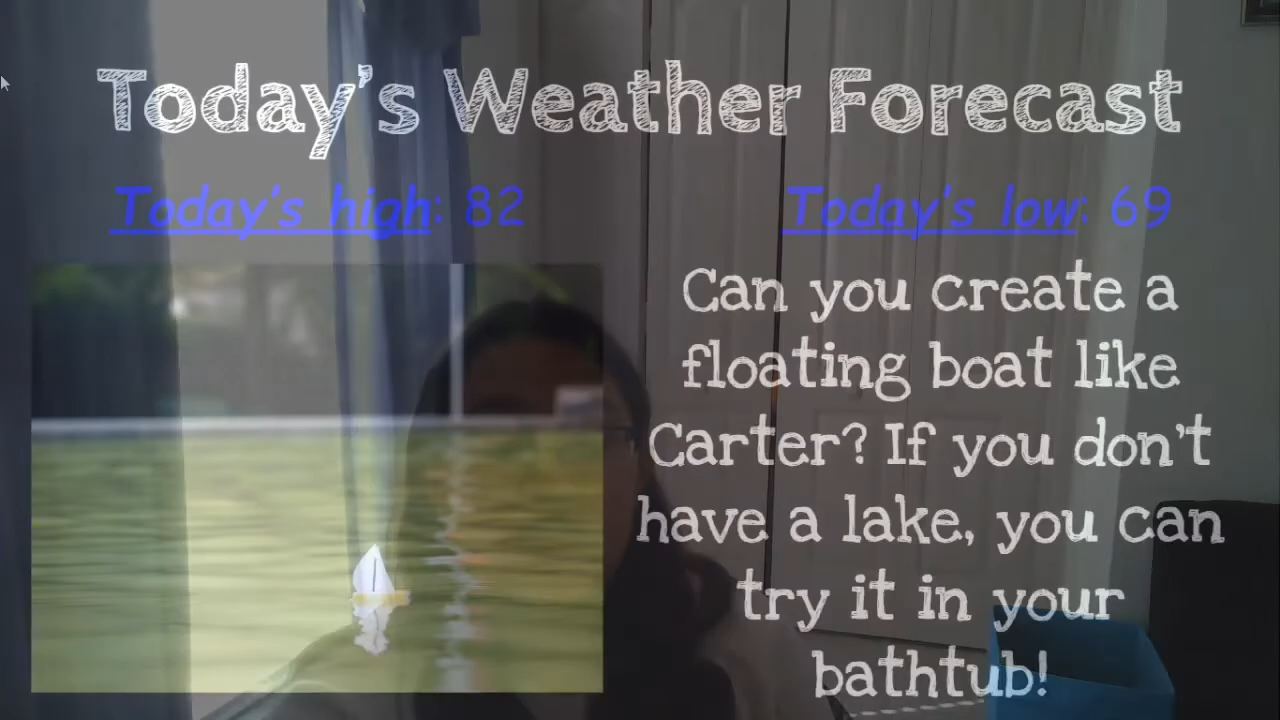 Today's Weather Forecast
Today's high: 82
Today's low: 69
Can you create a
floating boat like
Carter? If you don't
have a lake, you can
try it in your
bathtub!